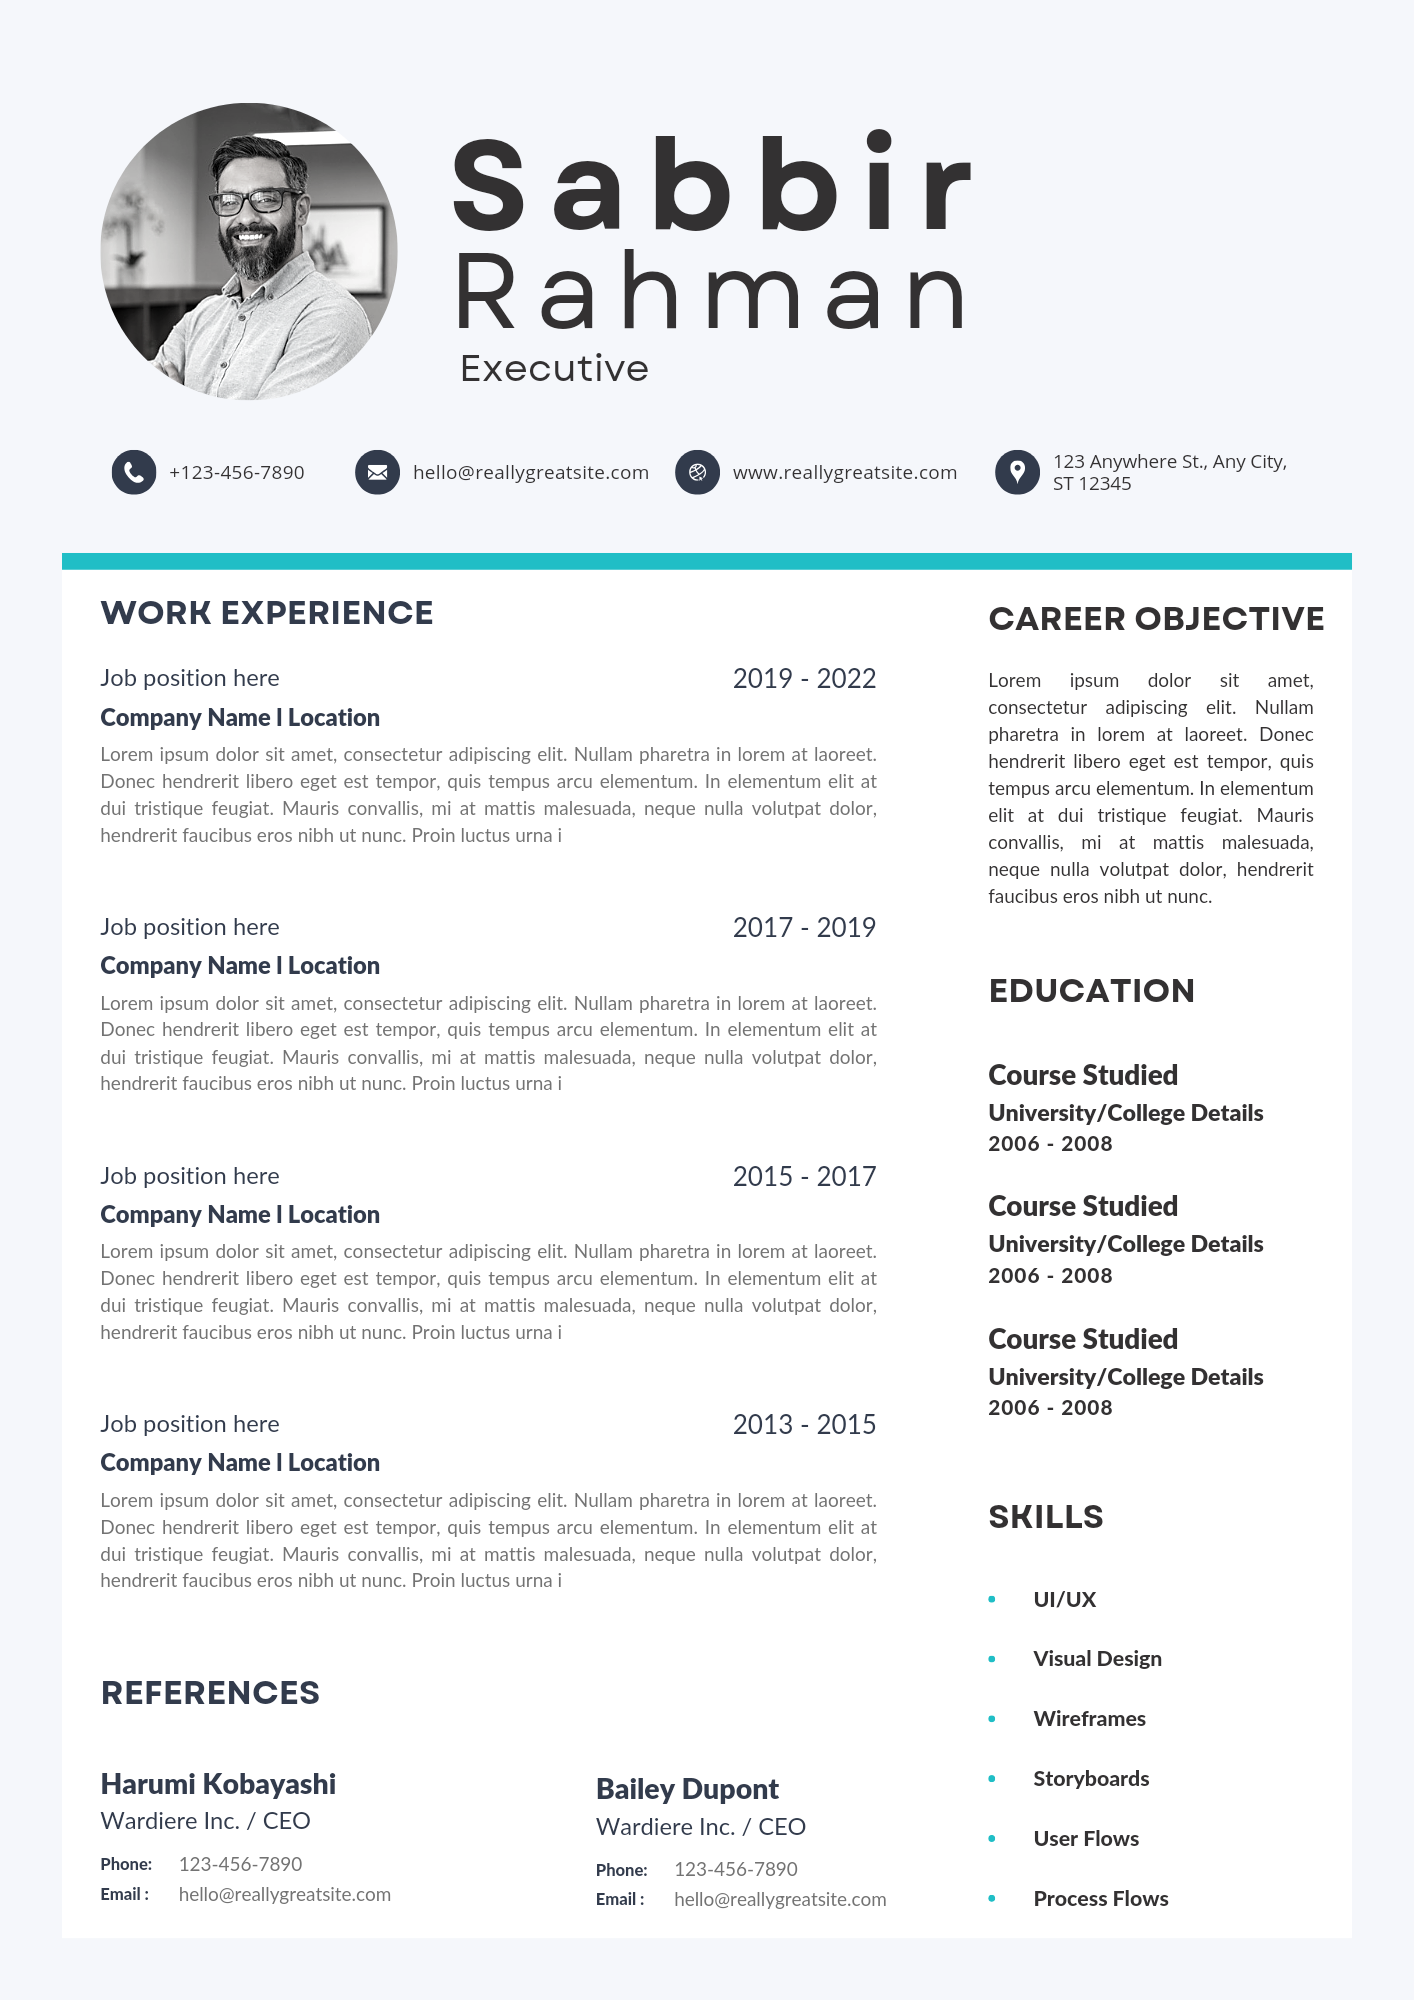 Sabbir
Rahman
Executive
+123-456-7890
hello@reallygreatsite.com
www.reallygreatsite.com
123 Anywhere St., Any City,
ST 12345
WORK EXPERIENCE
Job position here
2019 - 2022
Company Name l Location
Lorem ipsum dolor sit amet, consectetur adipiscing elit. Nullam pharetra in lorem at laoreet.
Donec hendrerit libero eget est tempor, quis tempus arcu elementum. In elementum elit at
dui tristique feugiat. Mauris convallis, mi at mattis malesuada, neque nulla volutpat dolor,
hendrerit faucibus eros nibh ut nunc. Proin luctus urna i
Job position here
2017 - 2019
Company Name l Location
Lorem ipsum dolor sit amet, consectetur adipiscing elit. Nullam pharetra in lorem at laoreet.
Donec hendrerit libero eget est tempor, quis tempus arcu elementum. In elementum elit at
dui tristique feugiat. Mauris convallis, mi at mattis malesuada, neque nulla volutpat dolor,
hendrerit faucibus eros nibh ut nunc. Proin luctus urna i
Job position here
2015 - 2017
Company Name l Location
Lorem ipsum dolor sit amet, consectetur adipiscing elit. Nullam pharetra in lorem at laoreet.
Donec hendrerit libero eget est tempor, quis tempus arcu elementum. In elementum elit at
dui tristique feugiat. Mauris convallis, mi at mattis malesuada, neque nulla volutpat dolor,
hendrerit faucibus eros nibh ut nunc. Proin luctus urna i
Job position here
2013 - 2015
Company Name l Location
Lorem ipsum dolor sit amet, consectetur adipiscing elit. Nullam pharetra in lorem at laoreet.
Donec hendrerit libero eget est tempor, quis tempus arcu elementum. In elementum elit at
dui tristique feugiat. Mauris convallis, mi at mattis malesuada, neque nulla volutpat dolor,
hendrerit faucibus eros nibh ut nunc. Proin luctus urna i
REFERENCES
Harumi Kobayashi
Wardiere Inc. / CEO
Phone: 123-456-7890
Email : hello@reallygreatsite.com
Bailey Dupont
Wardiere Inc. / CEO
Phone: 123-456-7890
Email : hello@reallygreatsite.com
CAREER OBJECTIVE
Lorem ipsum dolor sit amet,
consectetur adipiscing elit. Nullam
pharetra in lorem at laoreet. Donec
hendrerit libero eget est tempor, quis
tempus arcu elementum. In elementum
elit at dui tristique feugiat. Mauris
convallis, mi at mattis malesuada,
neque nulla volutpat dolor, hendrerit
faucibus eros nibh ut nunc.
EDUCATION
Course Studied
University/College Details
2006 - 2008
Course Studied
University/College Details
2006 - 2008
Course Studied
University/College Details
2006 - 2008
SKILLS
• UI/UX
• Visual Design
• Wireframes
• Storyboards
• User Flows
• Process Flows